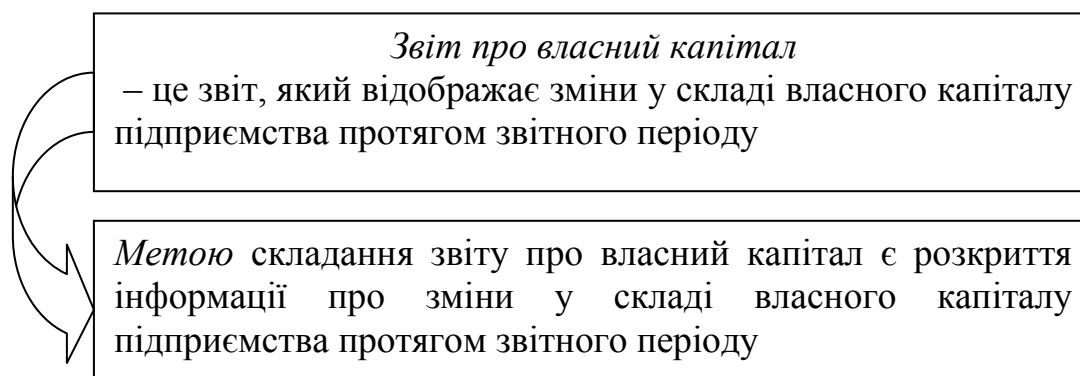 Звіт про власний капітал
– це звіт, який відображає зміни у складі власного капіталу
підприємства протягом звітного періоду
Метою складання звіту про власний капітал є розкриття
інформації про зміни у складі власного капіталу
підприємства протягом звітного періоду